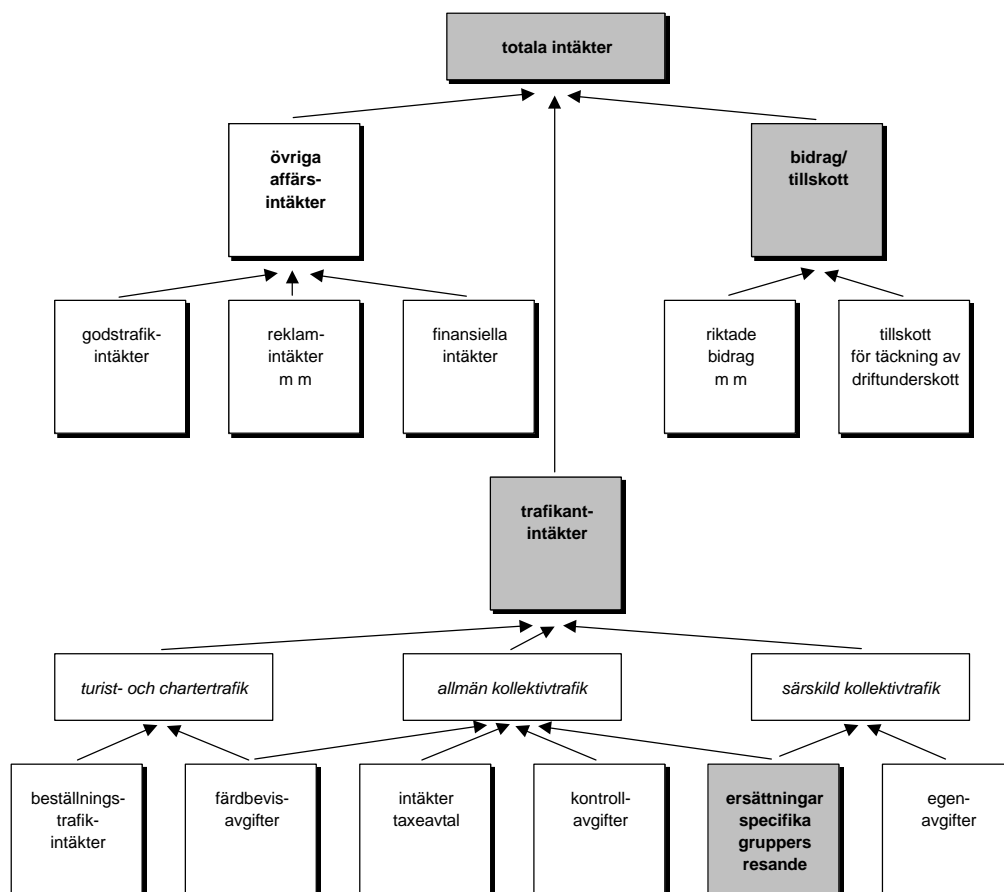 totala intäkter
övriga
affärs-
intäkter
bidrag/
tillskott
godstrafik-
intäkter
reklam-
intäkter
m m
finansiella
intäkter
riktade
bidrag
m m
tillskott
för täckning av
driftunderskott
trafikant-
intäkter
turist- och chartertrafik
allmän kollektivtrafik
särskild kollektivtrafik
beställnings-
trafik-
intäkter
färdbevis-
avgifter
intäkter
taxeavtal
kontroll-
avgifter
ersättningar
specifika
gruppers
resande
egen-
avgifter